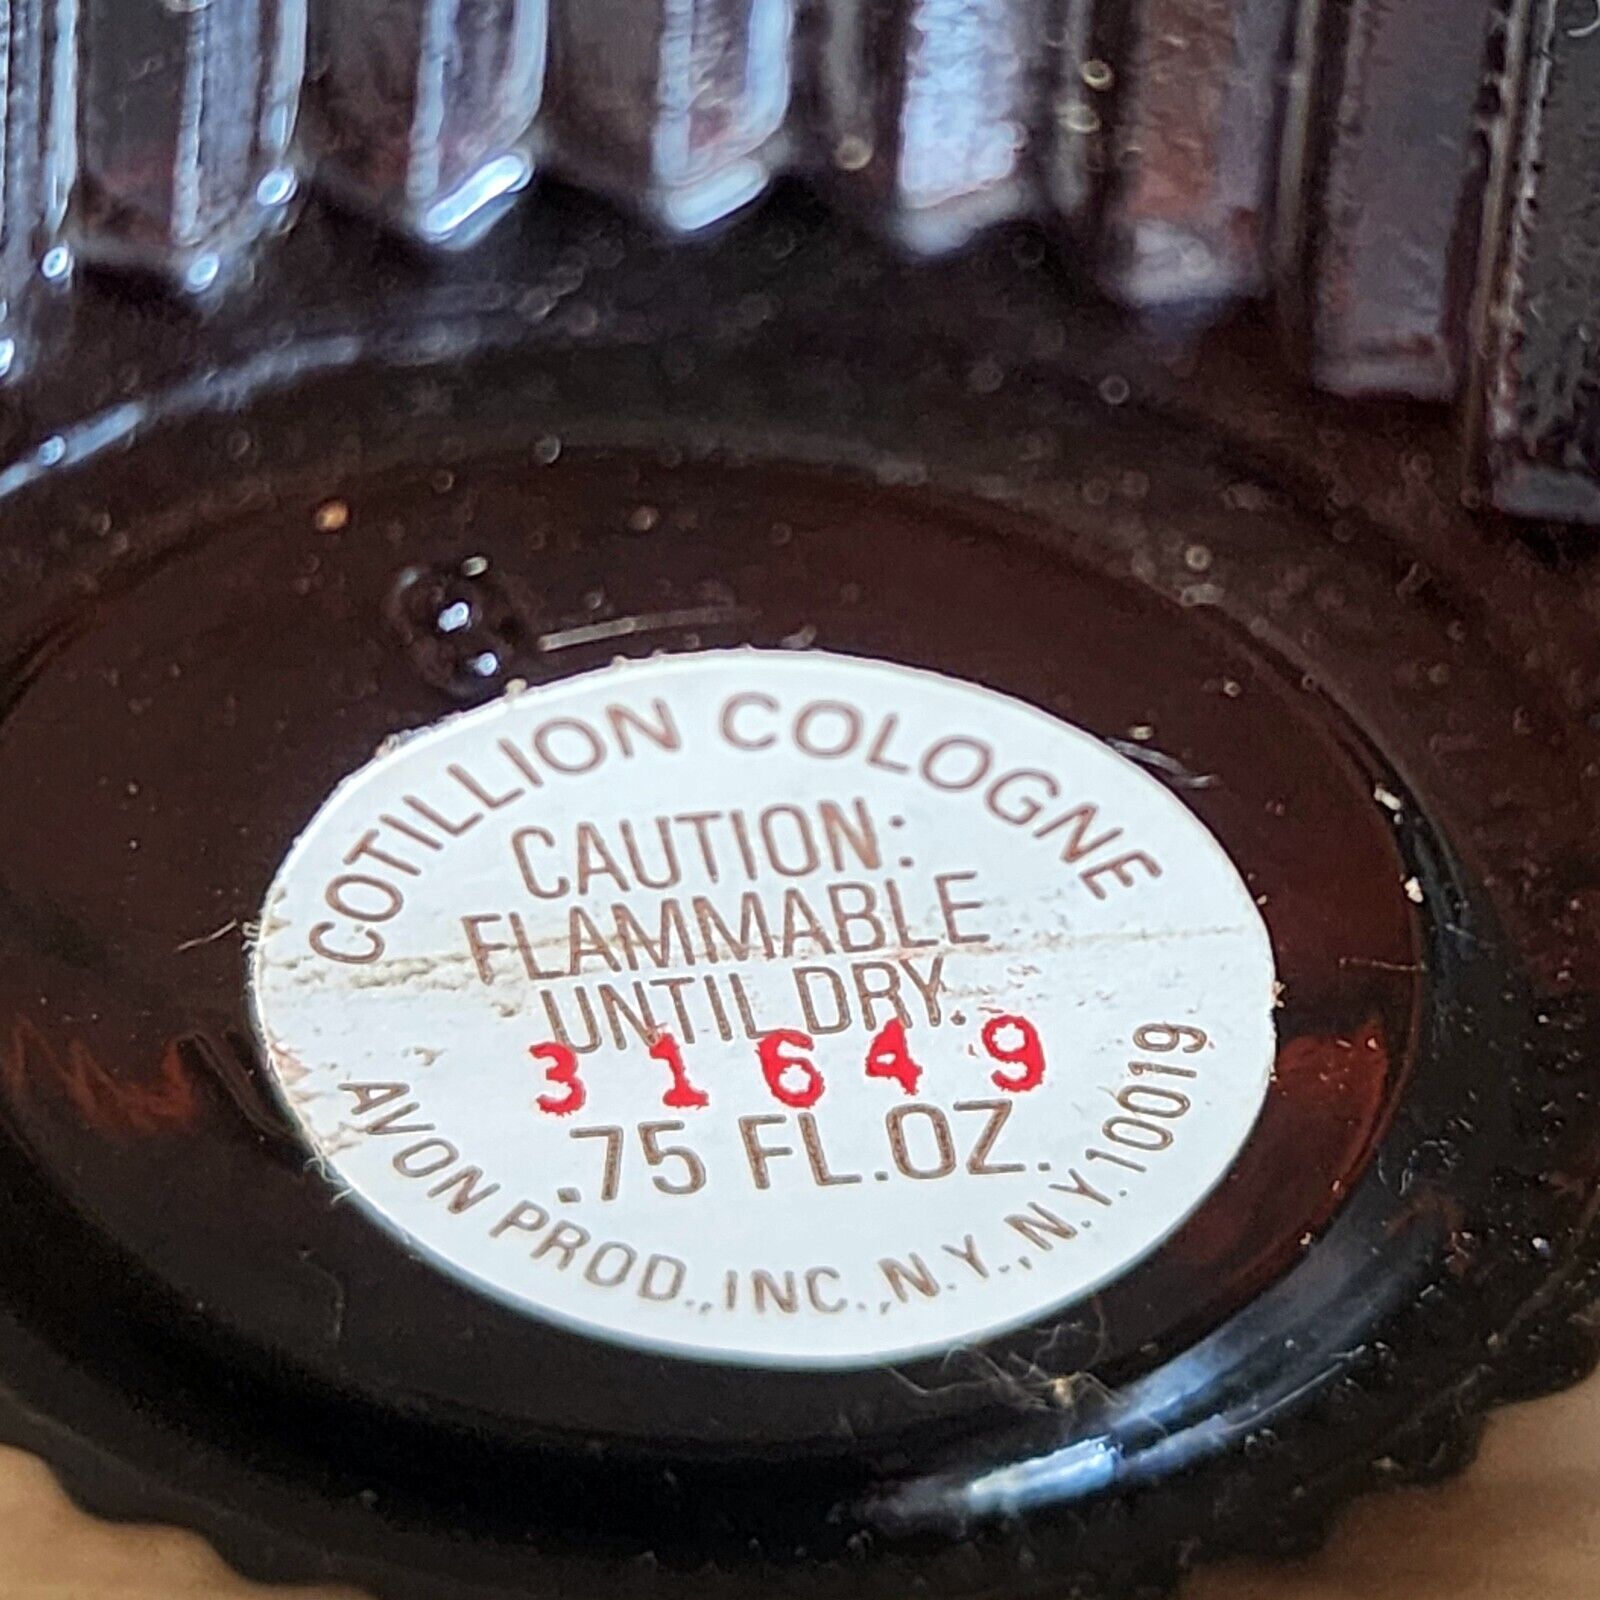 COTILLION COLOGNE
CAUTION:
FLAMMABLE
UNTIL DRY.
31649
.75 FL.OZ.
AVON PROD., INC., N.Y., N.Y. 10019